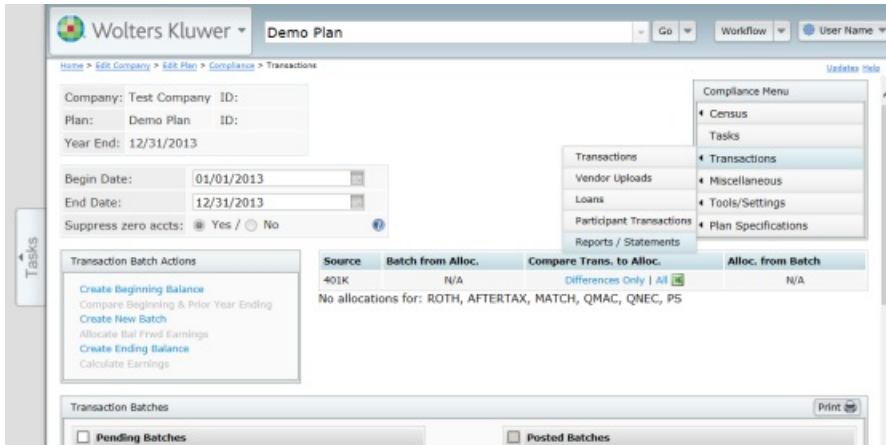 Wolters Kluwer
Demo Plan
Go
Workflow
User Name
Home > Edit Company > Edit Plan > Compliance > Transactions
Updates Help
Company: Test Company ID:
Plan: Demo Plan ID:
Year End: 12/31/2013
Begin Date: 01/01/2013
End Date: 12/31/2013
Suppress zero accts: Yes / No
Compliance Menu
Census
Tasks
Transactions
Miscellaneous
Tools/Settings
Plan Specifications
Transactions
Vendor Uploads
Loans
Participant Transactions
Reports / Statements
Tasks
Transaction Batch Actions
Create Beginning Balance
Compare Beginning & Prior Year Ending
Create New Batch
Allocate Bal Frwd Earnings
Create Ending Balance
Calculate Earnings
Source Batch from Alloc. Compare Trans. to Alloc. Alloc. from Batch
401K N/A Differences Only | All N/A
No allocations for: ROTH, AFTERTAX, MATCH, QMAC, QNEC, PS
Transaction Batches
Print
Pending Batches
Posted Batches